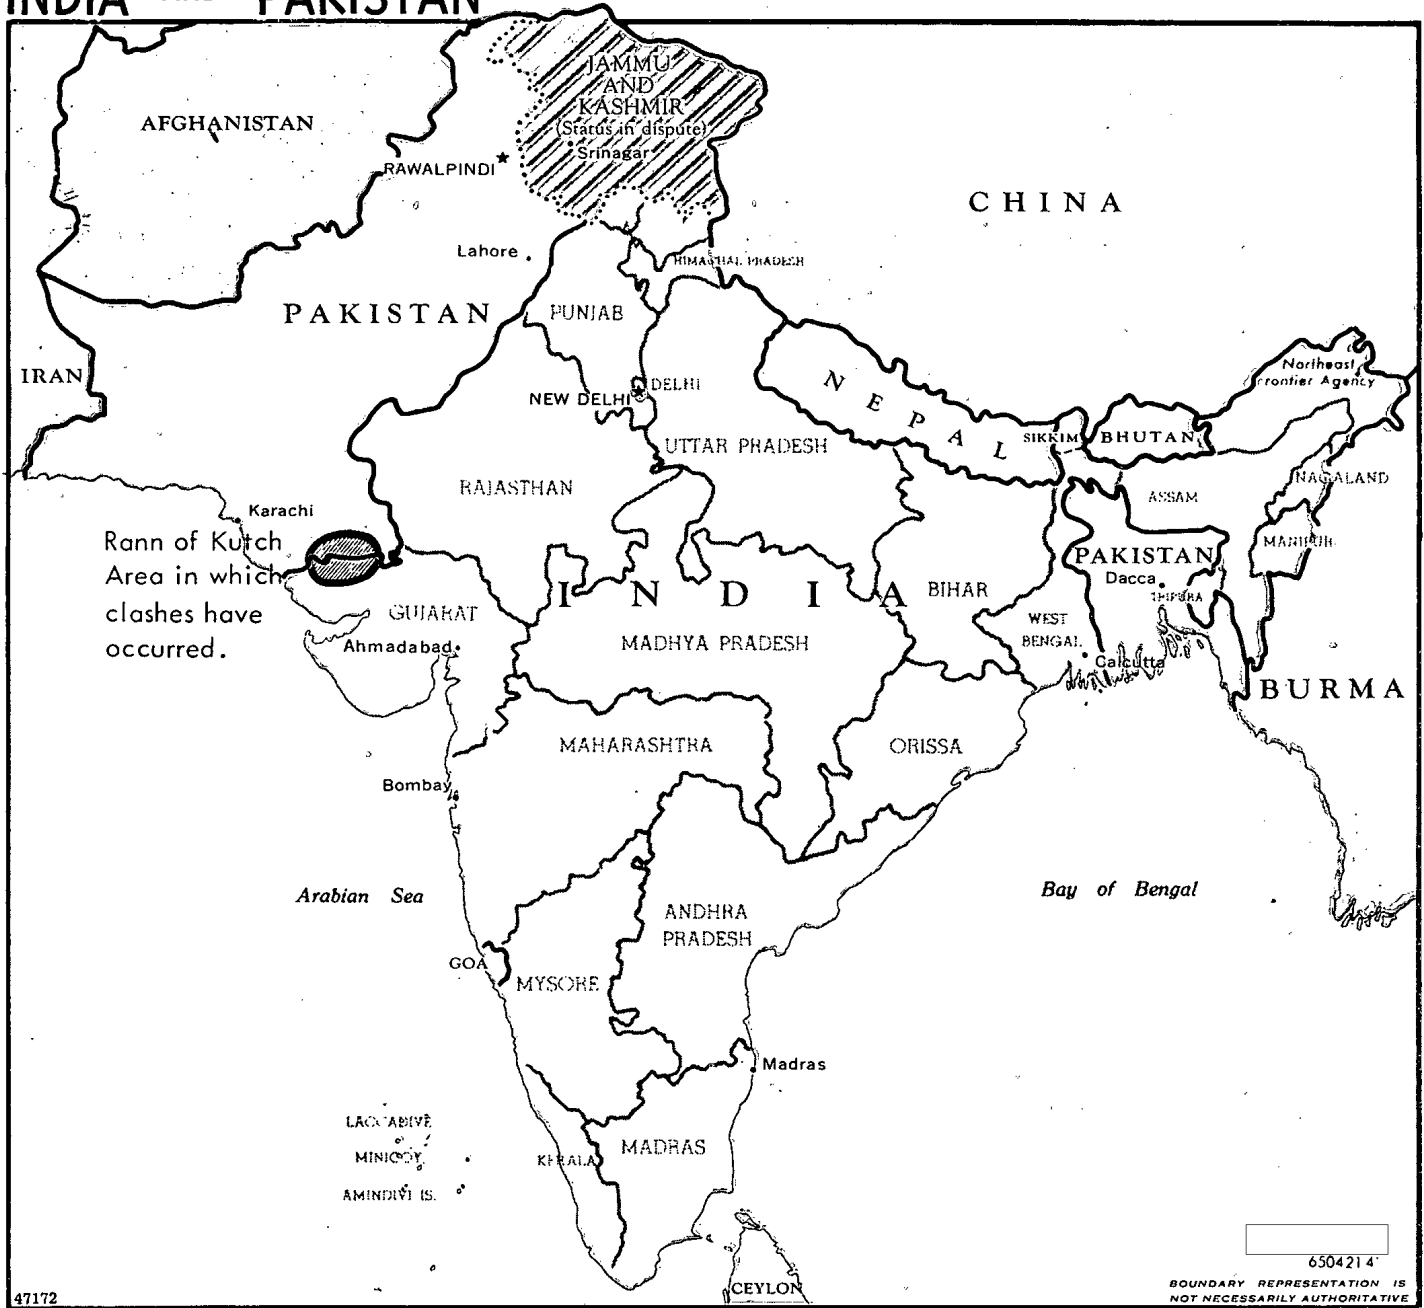 INDIA AND PAKISTAN
JAMMU
AND
KASHMIR
(Status in dispute)
Srinagar
AFGHANISTAN
RAWALPINDI
CHINA
Lahore
HIMACHAL PRADESH
PAKISTAN
PUNJAB
IRAN
NEPAL
Northeast
Frontier Agency
DELHI
NEW DELHI
SIKKIM
BHUTAN
UTTAR PRADESH
RAJASTHAN
NAGALAND
ASSAM
Karachi
Rann of Kutch
Area in which
clashes have
occurred.
MANIPUR
PAKISTAN
Dacca
TRIPURA
INDIA
BIHAR
GUJARAT
WEST
BENGAL
Ahmadabad
MADHYA PRADESH
Calcutta
BURMA
MAHARASHTRA
ORISSA
Bombay
Arabian Sea
Bay of Bengal
ANDHRA
PRADESH
GOA
MYSORE
Madras
LACCADIVE
MINICOY
AMINDIVI IS.
KERALA
MADRAS
CEYLON
650421 4
BOUNDARY REPRESENTATION IS
NOT NECESSARILY AUTHORITATIVE
47172